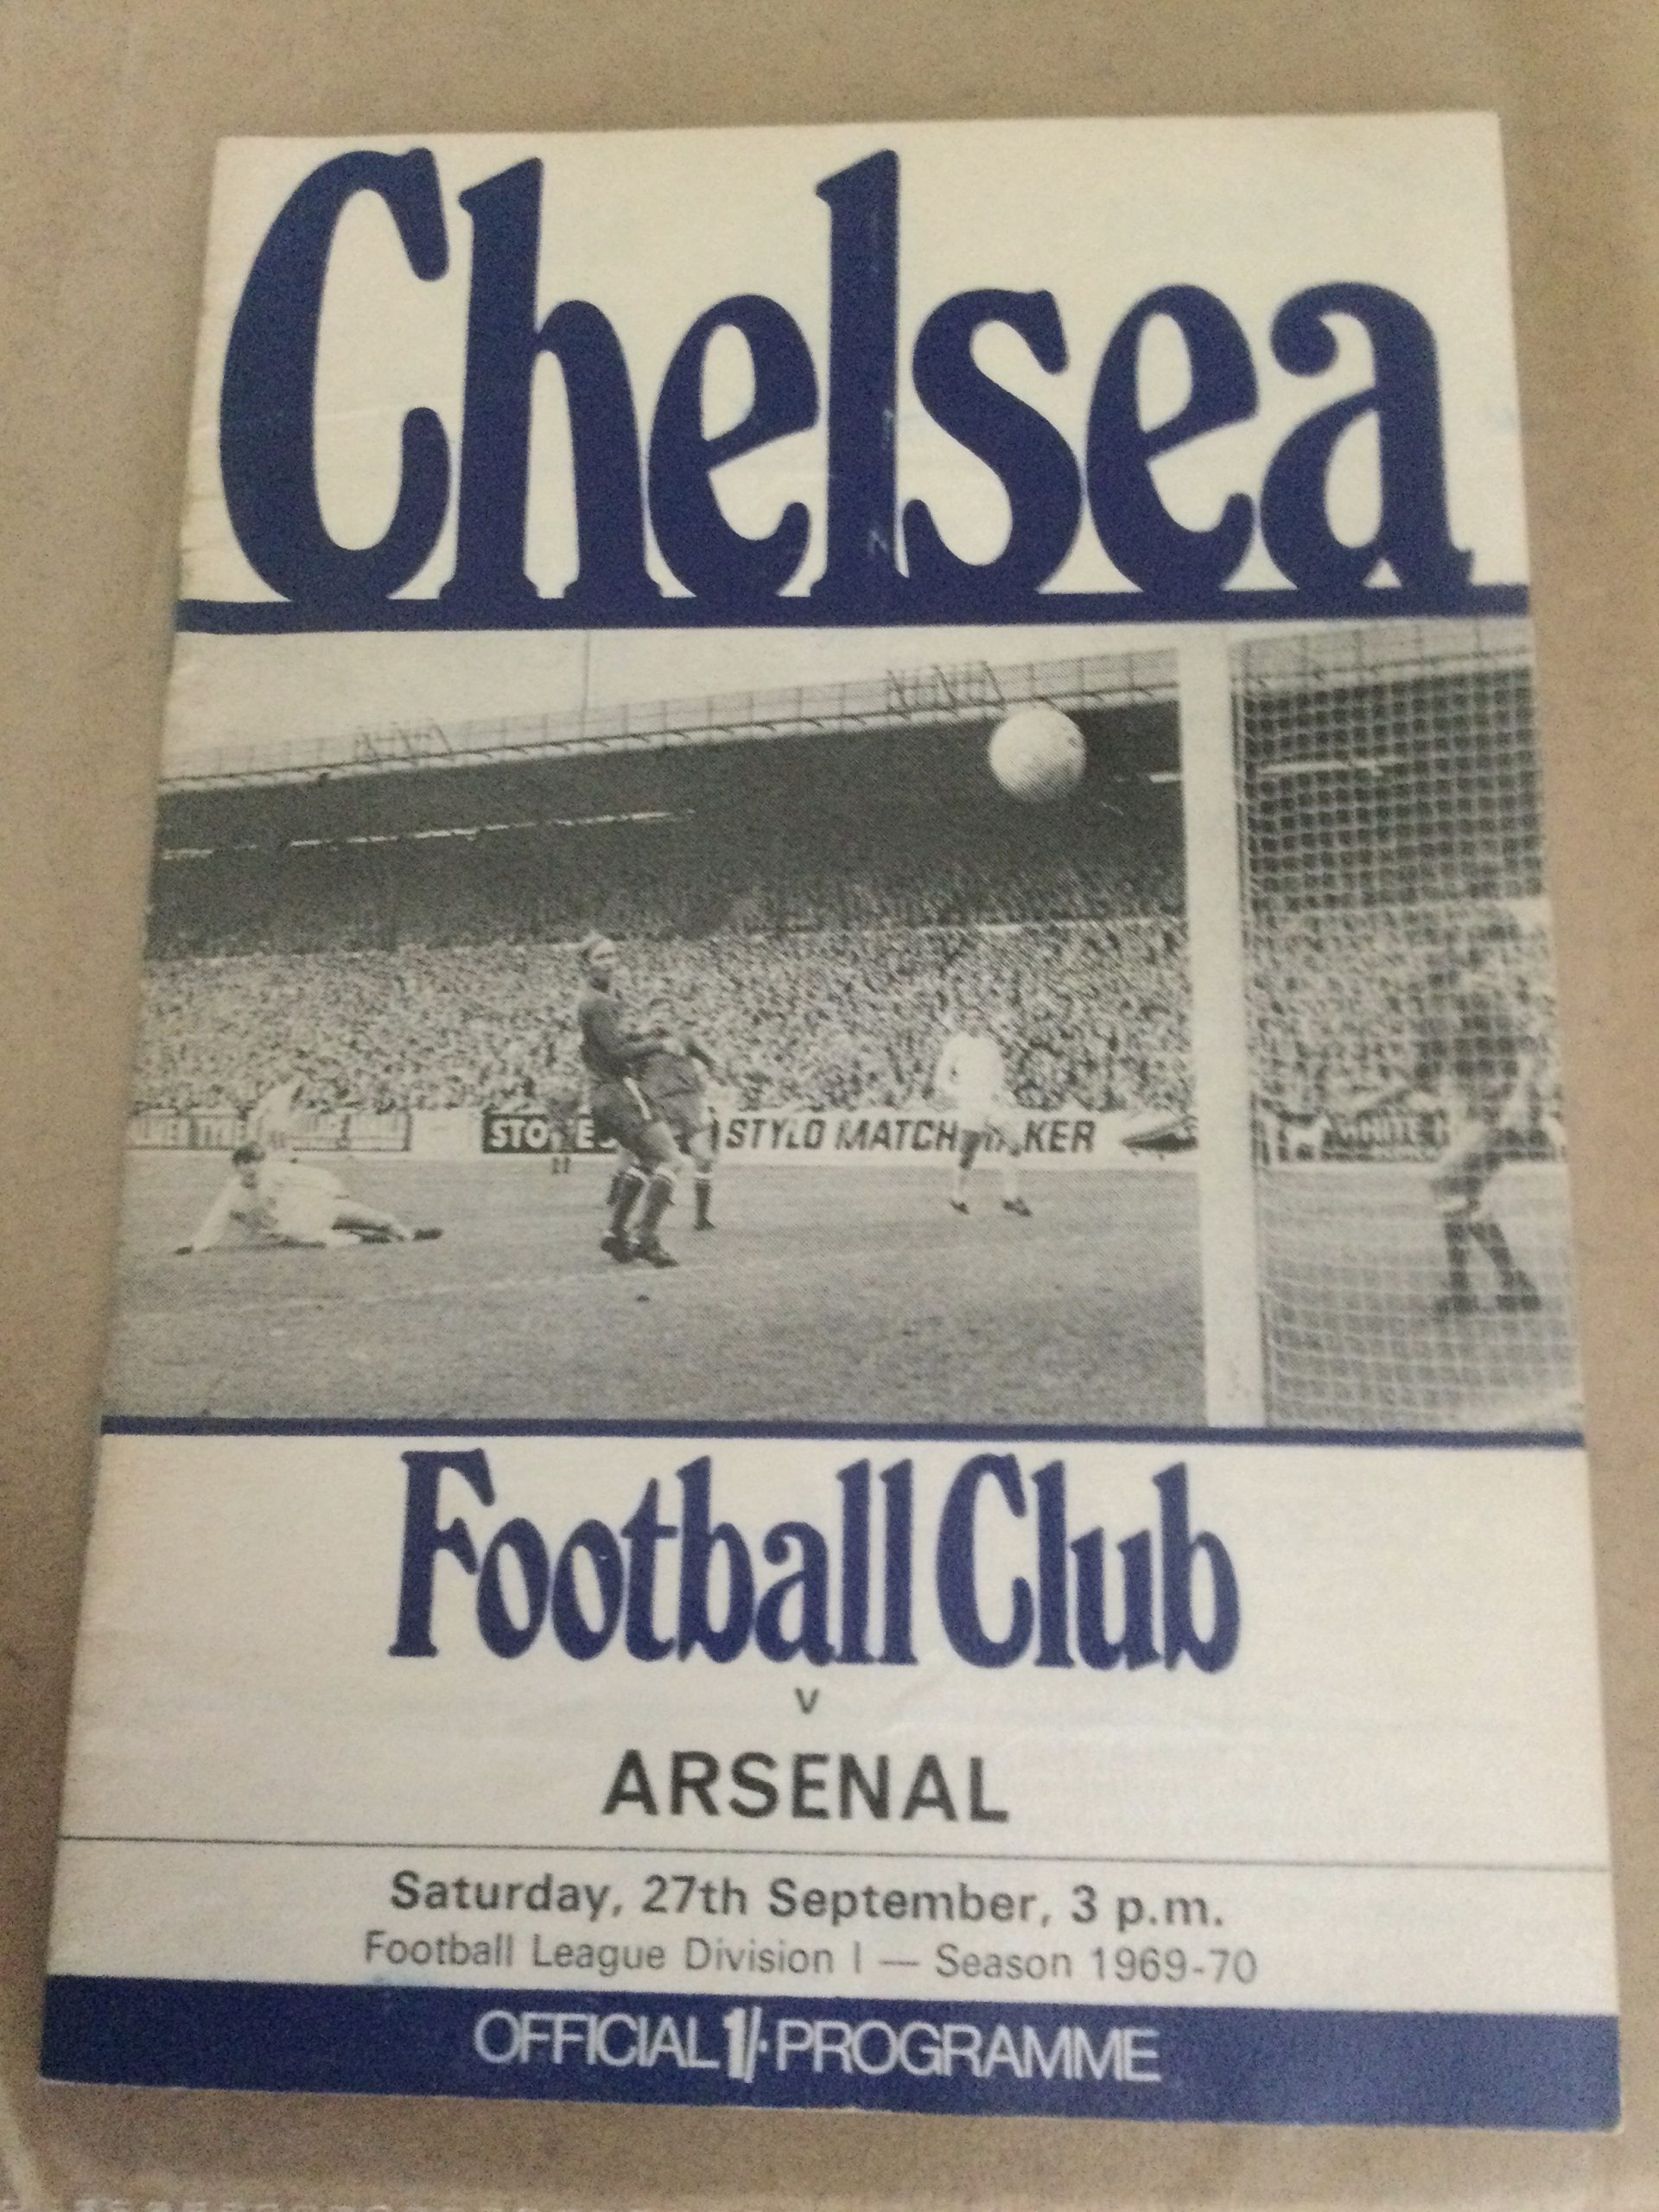 Chelsea
STYLO MATCHMAKER
Football Club
v
ARSENAL
Saturday, 27th September, 3 p.m.
Football League Division I — Season 1969-70
OFFICIAL 1/- PROGRAMME